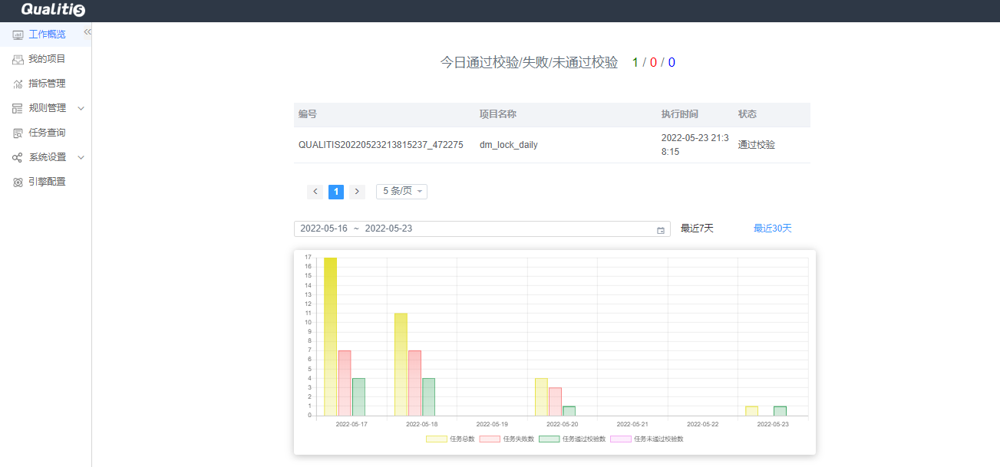 Qualitis
工作概览
我的项目
指标管理
规则管理
任务查询
系统设置
引擎配置
今日通过校验/失败/未通过校验 1 / 0 / 0
编号 项目名称 执行时间 状态
QUALITIS20220523213815237_472275 dm_lock_daily 2022-05-23 21:3
8:15 通过校验
< 1 > 5 条/页
2022-05-16 ~ 2022-05-23 最近7天 最近30天
17
16
15
14
13
12
11
10
9
8
7
6
5
4
3
2
1
0
2022-05-17 2022-05-18 2022-05-19 2022-05-20 2022-05-21 2022-05-22 2022-05-23
任务总数 任务失败数 任务通过校验数 任务未通过校验数